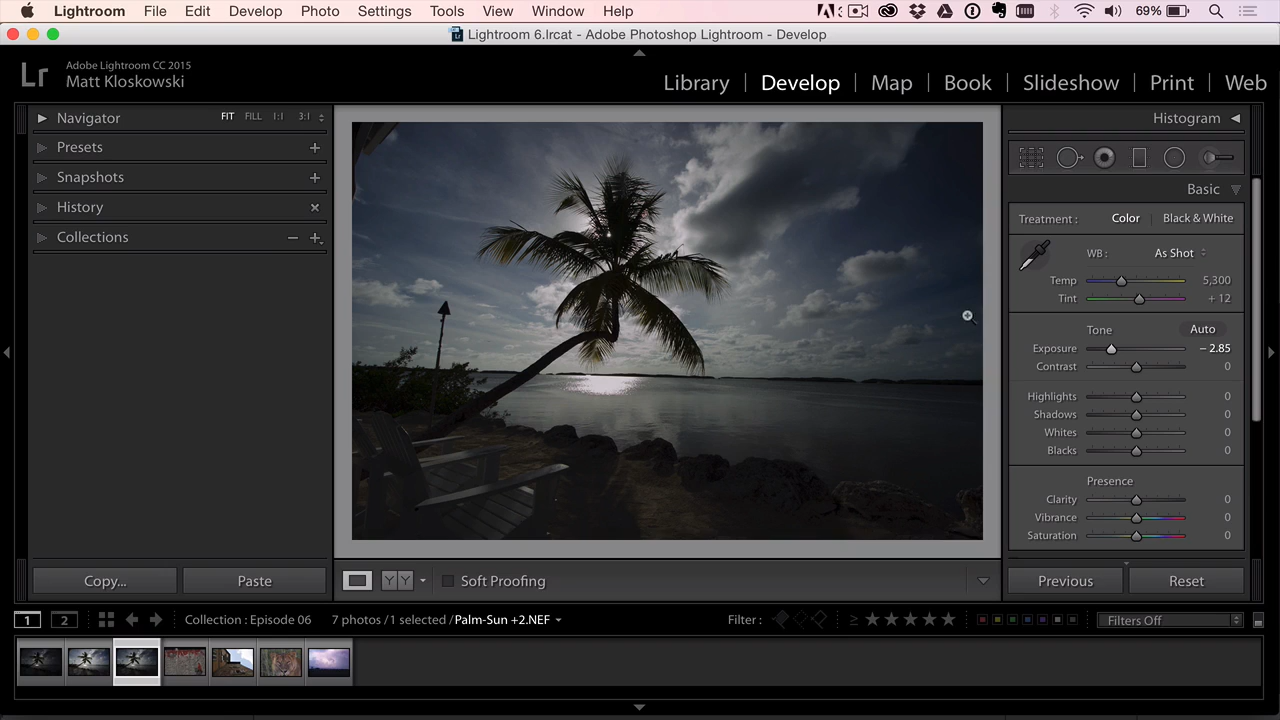 Lightroom File Edit Develop Photo Settings Tools View Window Help 69%
Lightroom 6.lrcat - Adobe Photoshop Lightroom - Develop
Lr
Adobe Lightroom CC 2015
Matt Kloskowski
Library | Develop | Map | Book | Slideshow | Print | Web
Navigator FIT FILL 1:1 3:1
Presets
Snapshots
History
Collections
Copy... Paste
Histogram
Basic
Treatment : Color Black & White
WB : As Shot
Temp 5,300
Tint + 12
Tone Auto
Exposure − 2.85
Contrast 0
Highlights 0
Shadows 0
Whites 0
Blacks 0
Presence
Clarity 0
Vibrance 0
Saturation 0
YY Soft Proofing
Previous Reset
1 2 Collection : Episode 06 7 photos /1 selected /Palm-Sun +2.NEF Filter : Filters Off